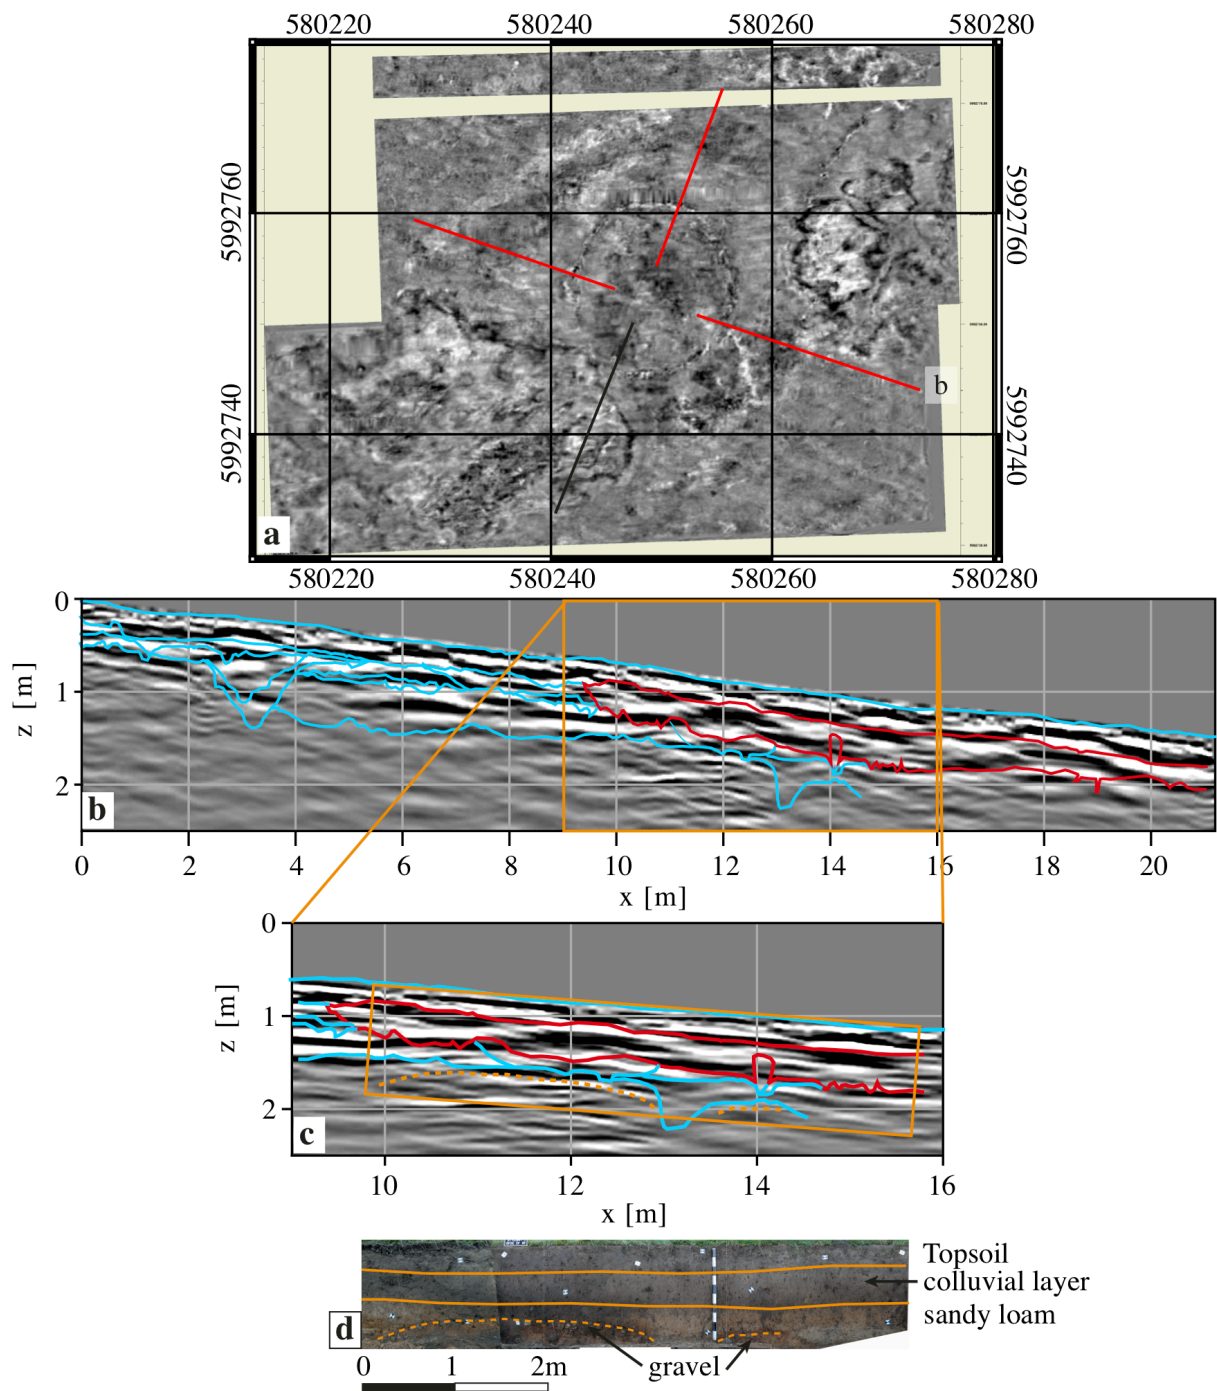 580220 580240 580260 580280
5992760 5992760
b
5992740 5992740
a
580220 580240 580260 580280
0
1
2
z [m]
b
0 2 4 6 8 10 12 14 16 18 20
x [m]
0
1
2
z [m]
c
10 12 14 16
x [m]
Topsoil
colluvial layer
sandy loam
d
gravel
0 1 2m